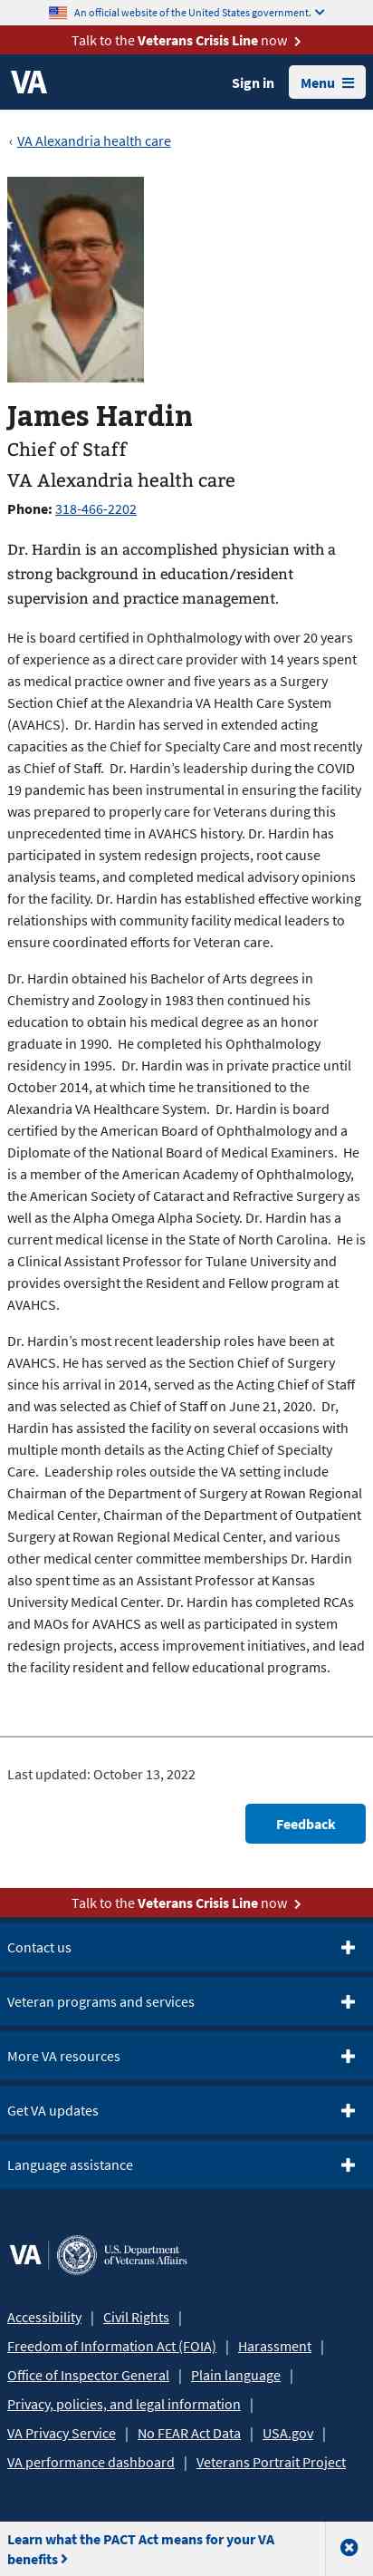 An official website of the United States government.
Talk to the Veterans Crisis Line now
VA
Sign in
Menu
VA Alexandria health care
James Hardin
Chief of Staff
VA Alexandria health care
Phone: 318-466-2202
Dr. Hardin is an accomplished physician with a
strong background in education/resident
supervision and practice management.
He is board certified in Ophthalmology with over 20 years
of experience as a direct care provider with 14 years spent
as medical practice owner and five years as a Surgery
Section Chief at the Alexandria VA Health Care System
(AVAHCS).  Dr. Hardin has served in extended acting
capacities as the Chief for Specialty Care and most recently
as Chief of Staff.  Dr. Hardin’s leadership during the COVID
19 pandemic has been instrumental in ensuring the facility
was prepared to properly care for Veterans during this
unprecedented time in AVAHCS history. Dr. Hardin has
participated in system redesign projects, root cause
analysis teams, and completed medical advisory opinions
for the facility. Dr. Hardin has established effective working
relationships with community facility medical leaders to
ensure coordinated efforts for Veteran care.
Dr. Hardin obtained his Bachelor of Arts degrees in
Chemistry and Zoology in 1983 then continued his
education to obtain his medical degree as an honor
graduate in 1990.  He completed his Ophthalmology
residency in 1995.  Dr. Hardin was in private practice until
October 2014, at which time he transitioned to the
Alexandria VA Healthcare System.  Dr. Hardin is board
certified by the American Board of Ophthalmology and a
Diplomate of the National Board of Medical Examiners.  He
is a member of the American Academy of Ophthalmology,
the American Society of Cataract and Refractive Surgery as
well as the Alpha Omega Alpha Society. Dr. Hardin has a
current medical license in the State of North Carolina.  He is
a Clinical Assistant Professor for Tulane University and
provides oversight the Resident and Fellow program at
AVAHCS.
Dr. Hardin’s most recent leadership roles have been at
AVAHCS. He has served as the Section Chief of Surgery
since his arrival in 2014, served as the Acting Chief of Staff
and was selected as Chief of Staff on June 21, 2020.  Dr,
Hardin has assisted the facility on several occasions with
multiple month details as the Acting Chief of Specialty
Care.  Leadership roles outside the VA setting include
Chairman of the Department of Surgery at Rowan Regional
Medical Center, Chairman of the Department of Outpatient
Surgery at Rowan Regional Medical Center, and various
other medical center committee memberships Dr. Hardin
also spent time as an Assistant Professor at Kansas
University Medical Center. Dr. Hardin has completed RCAs
and MAOs for AVAHCS as well as participated in system
redesign projects, access improvement initiatives, and lead
the facility resident and fellow educational programs.
Last updated: October 13, 2022
Feedback
Talk to the Veterans Crisis Line now
Contact us
Veteran programs and services
More VA resources
Get VA updates
Language assistance
VA
U.S. Department
of Veterans Affairs
Accessibility | Civil Rights |
Freedom of Information Act (FOIA) | Harassment |
Office of Inspector General | Plain language |
Privacy, policies, and legal information |
VA Privacy Service | No FEAR Act Data | USA.gov |
VA performance dashboard | Veterans Portrait Project
Learn what the PACT Act means for your VA
benefits